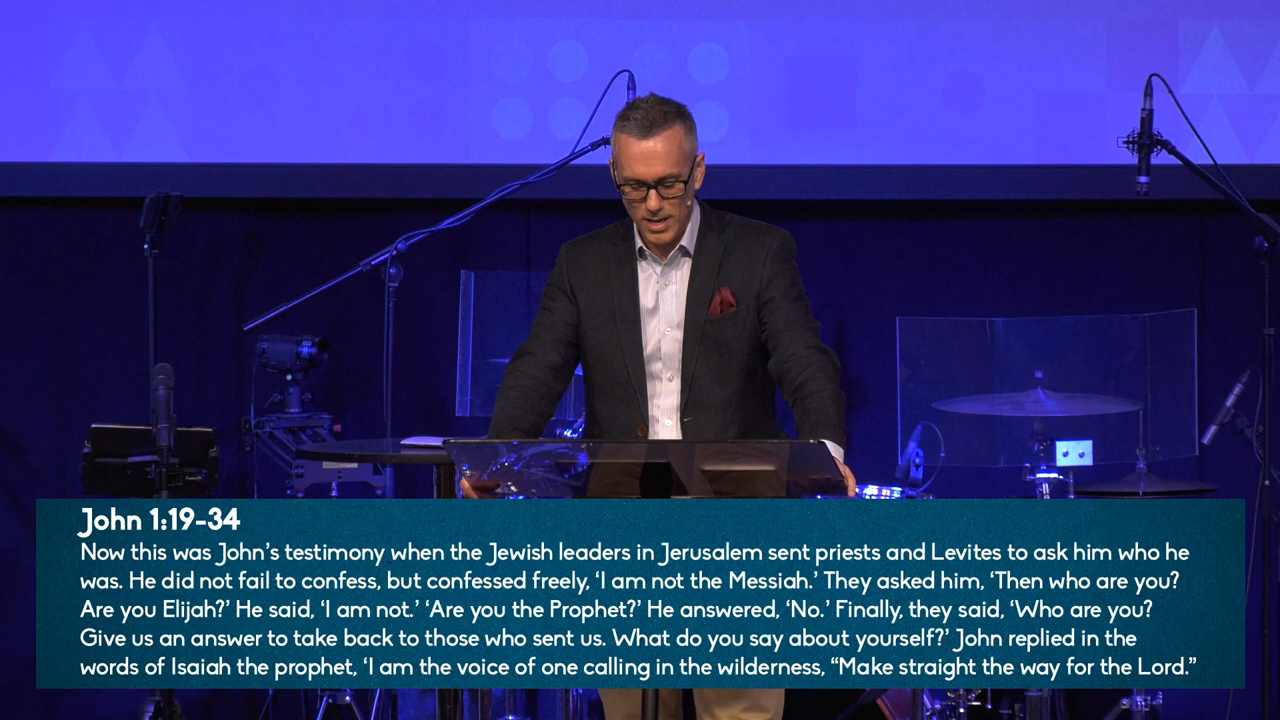 John 1:19-34
Now this was John's testimony when the Jewish leaders in Jerusalem sent priests and Levites to ask him who he
was. He did not fail to confess, but confessed freely, ‘I am not the Messiah.’ They asked him, ‘Then who are you?
Are you Elijah?’ He said, ‘I am not.’ ‘Are you the Prophet?’ He answered, ‘No.’ Finally, they said, ‘Who are you?
Give us an answer to take back to those who sent us. What do you say about yourself?’ John replied in the
words of Isaiah the prophet, ‘I am the voice of one calling in the wilderness, “Make straight the way for the Lord.”